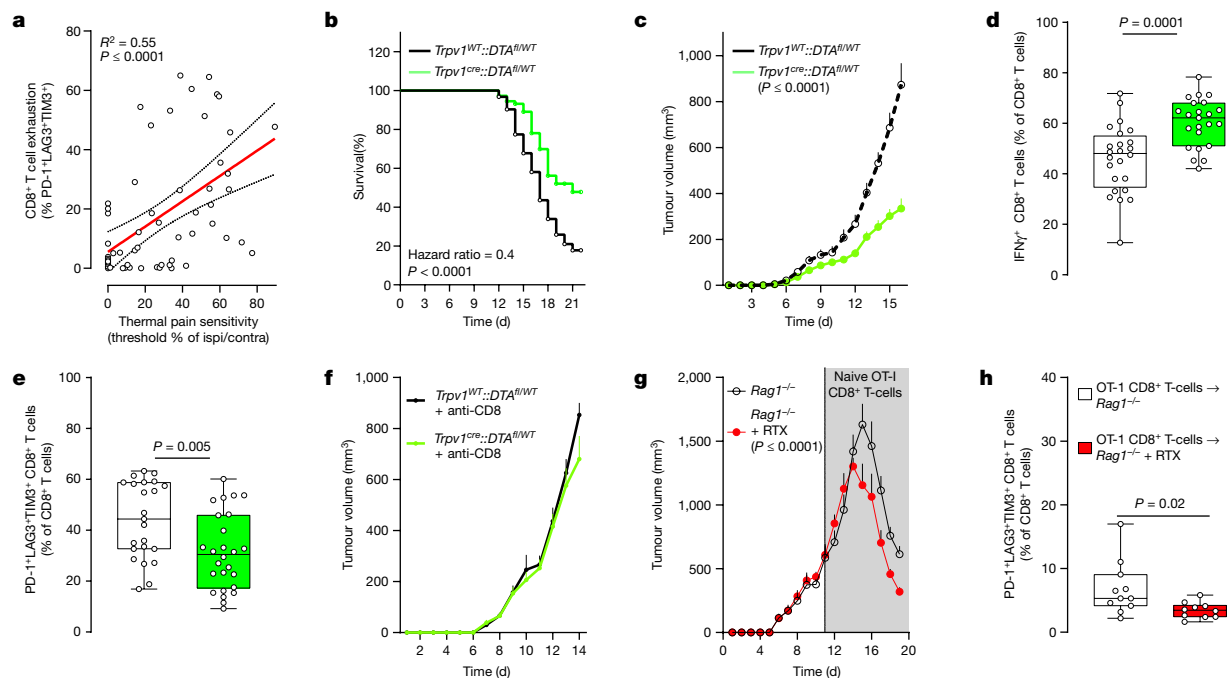 a
R² = 0.55
P ≤ 0.0001
CD8⁺ T cell exhaustion
(% PD-1⁺LAG3⁺TIM3⁺)
80
60
40
20
0
0 20 40 60 80
Thermal pain sensitivity
(threshold % of ispi/contra)
b
Trpv1ᵂᵀ::DTAᶠˡ/ᵂᵀ
Trpv1ᶜʳᵉ::DTAᶠˡ/ᵂᵀ
Survival(%)
120
100
80
60
40
20
0
Hazard ratio = 0.4
P < 0.0001
0 3 6 9 12 15 18 21
Time (d)
c
Trpv1ᵂᵀ::DTAᶠˡ/ᵂᵀ
Trpv1ᶜʳᵉ::DTAᶠˡ/ᵂᵀ
(P ≤ 0.0001)
Tumour volume (mm³)
1,000
800
600
400
200
0
3 6 9 12 15
Time (d)
d
P = 0.0001
IFNγ⁺ CD8⁺ T cells (% of CD8⁺ T cells)
100
80
60
40
20
0
e
P = 0.005
PD-1⁺LAG3⁺TIM3⁺ CD8⁺ T cells
(% of CD8⁺ T cells)
100
80
60
40
20
0
f
Trpv1ᵂᵀ::DTAᶠˡ/ᵂᵀ
+ anti-CD8
Trpv1ᶜʳᵉ::DTAᶠˡ/ᵂᵀ
+ anti-CD8
Tumour volume (mm³)
1,000
800
600
400
200
0
2 4 6 8 10 12 14
Time (d)
g
Naive OT-I
CD8⁺ T-cells
Rag1⁻/⁻
Rag1⁻/⁻
+ RTX
(P ≤ 0.0001)
Tumour volume (mm³)
2,000
1,500
1,000
500
0
0 4 8 12 16 20
Time (d)
h
OT-1 CD8⁺ T-cells →
Rag1⁻/⁻
OT-1 CD8⁺ T-cells →
Rag1⁻/⁻ + RTX
P = 0.02
PD-1⁺LAG3⁺TIM3⁺ CD8⁺ T cells
(% of CD8⁺ T cells)
40
30
20
10
0